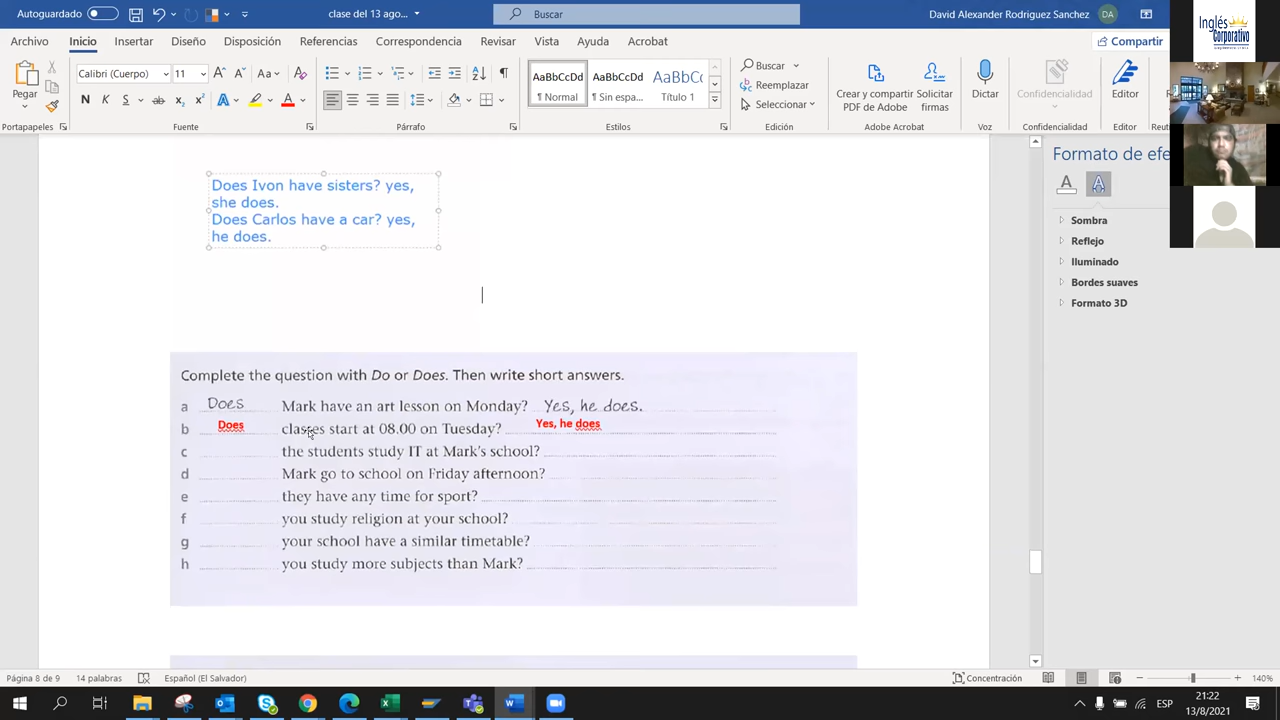 Autoguardado
clase del 13 ago...
Buscar
David Alexander Rodriguez Sanchez
DA
Archivo
Inicio
Insertar
Diseño
Disposición
Referencias
Correspondencia
Revisar
Vista
Ayuda
Acrobat
Compartir
Pegar
Calibri (Cuerpo)
11
AaBbCcDd
¶ Normal
AaBbCcDd
¶ Sin espa...
AaBbC
Título 1
Buscar
Reemplazar
Seleccionar
Crear y compartir
PDF de Adobe
Solicitar
firmas
Dictar
Confidencialidad
Editor
Portapapeles
Fuente
Párrafo
Estilos
Edición
Adobe Acrobat
Voz
Confidencialidad
Editor
Inglés
Corporativo
Does Ivon have sisters? yes,
she does.
Does Carlos have a car? yes,
he does.
Complete the question with Do or Does. Then write short answers.
a Does Mark have an art lesson on Monday? Yes, he does.
b Does classes start at 08.00 on Tuesday? Yes, he does
c the students study IT at Mark's school?
d Mark go to school on Friday afternoon?
e they have any time for sport?
f you study religion at your school?
g your school have a similar timetable?
h you study more subjects than Mark?
Formato de efe
Sombra
Reflejo
Iluminado
Bordes suaves
Formato 3D
Página 8 de 9
14 palabras
Español (El Salvador)
Concentración
140%
ESP
21:22
13/8/2021